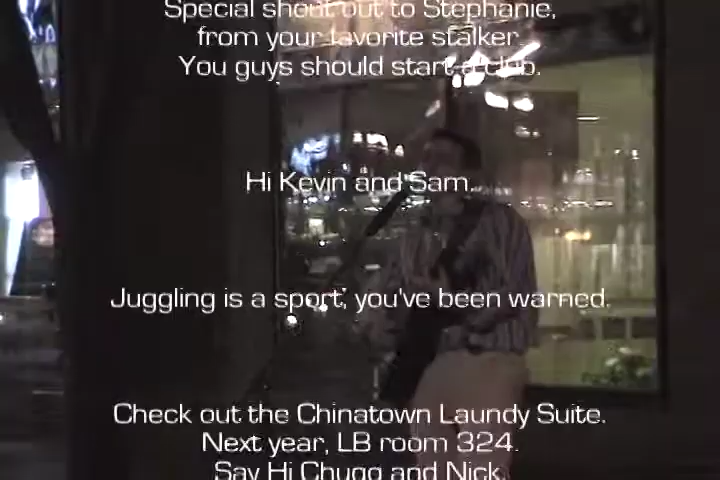 Special shout out to Stephanie,
from your favorite stalker.
You guys should start a club.
Hi Kevin and Sam.
Juggling is a sport, you've been warned.
Check out the Chinatown Laundy Suite.
Next year, LB room 324.
Say Hi Chugg and Nick.